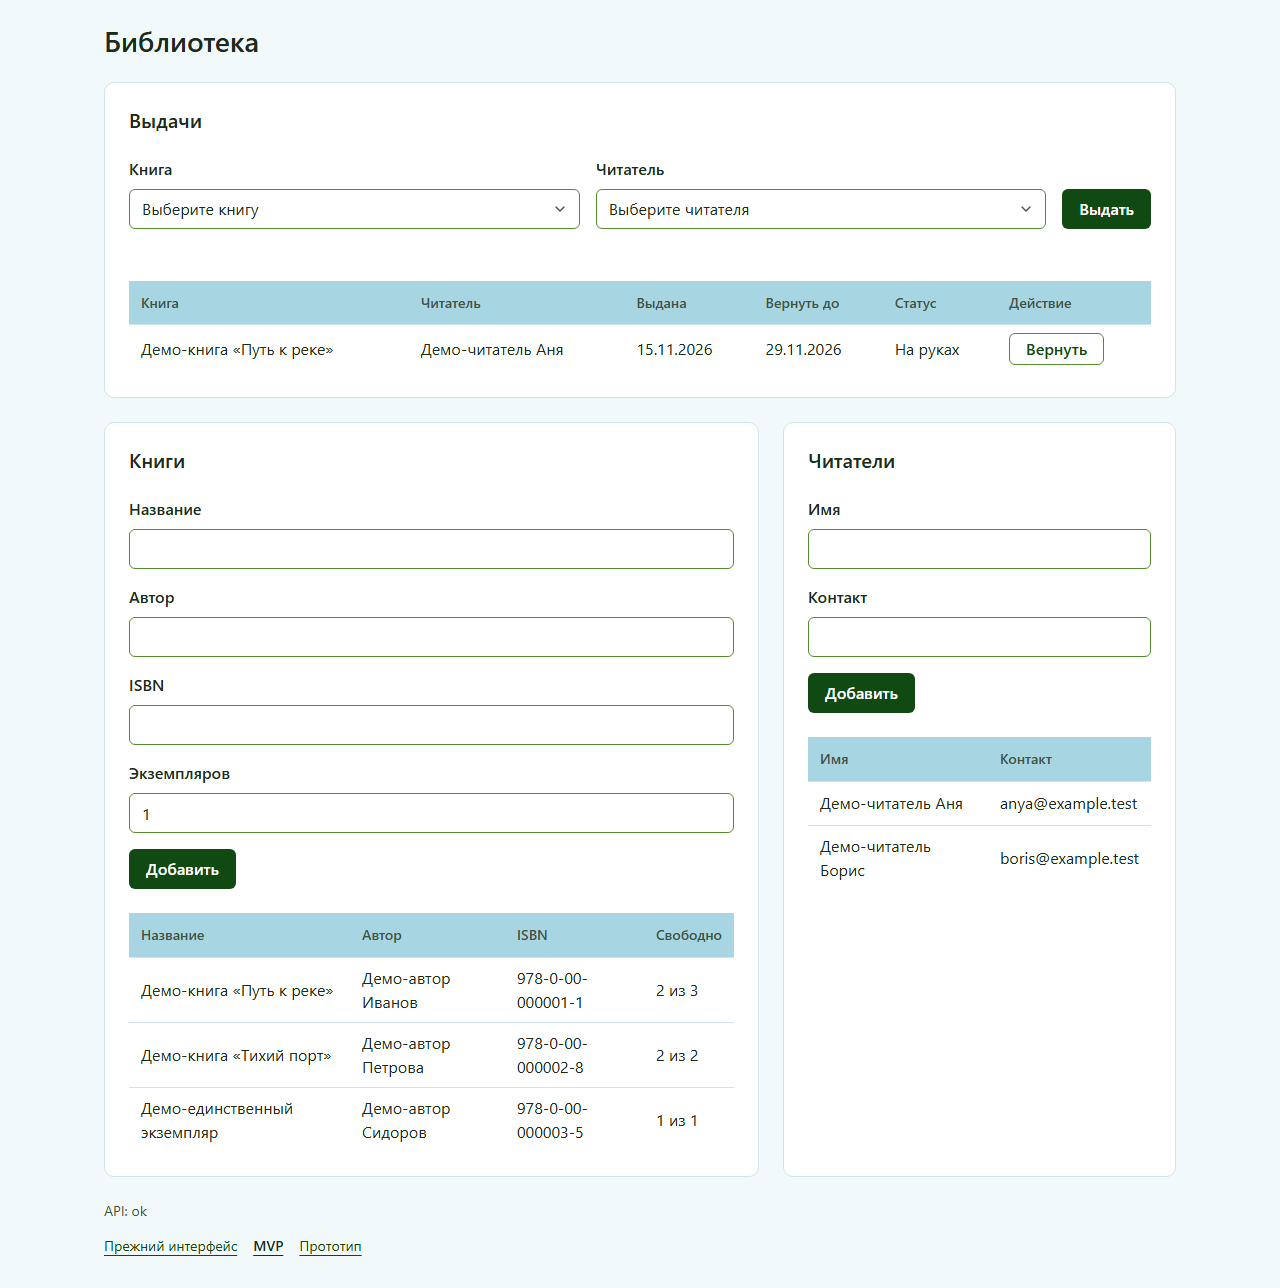 Библиотека
Выдачи
Книга Читатель
Выберите книгу Выберите читателя Выдать
Книга Читатель Выдана Вернуть до Статус Действие
Демо-книга «Путь к реке» Демо-читатель Аня 15.11.2026 29.11.2026 На руках Вернуть
Книги
Название
Автор
ISBN
Экземпляров
1
Добавить
Название Автор ISBN Свободно
Демо-книга «Путь к реке» Демо-автор Иванов 978-0-00-000001-1 2 из 3
Демо-книга «Тихий порт» Демо-автор Петрова 978-0-00-000002-8 2 из 2
Демо-единственный экземпляр Демо-автор Сидоров 978-0-00-000003-5 1 из 1
Читатели
Имя
Контакт
Добавить
Имя Контакт
Демо-читатель Аня anya@example.test
Демо-читатель Борис boris@example.test
API: ok
Прежний интерфейс MVP Прототип